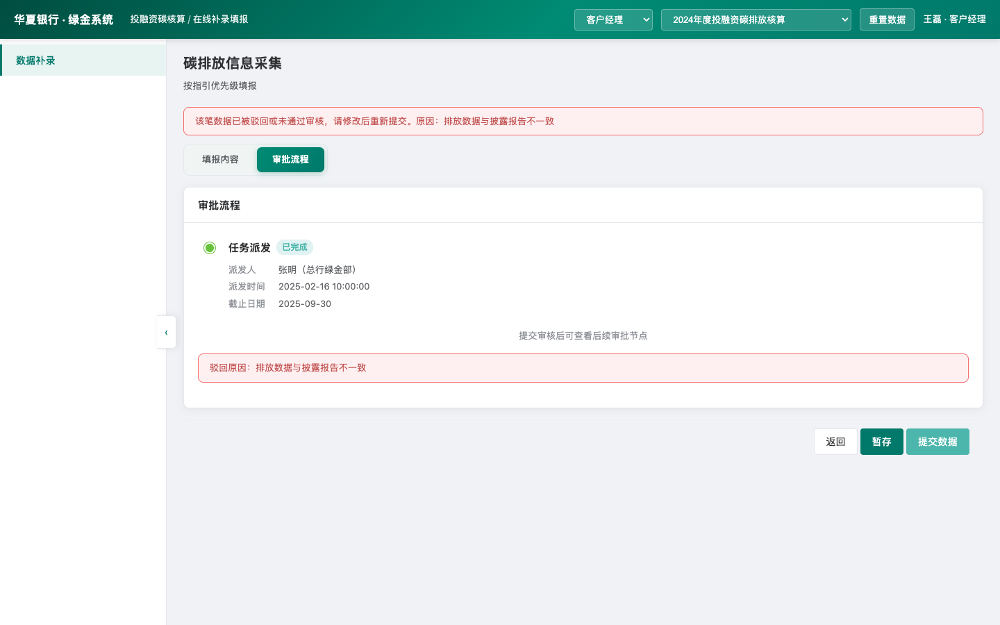 华夏银行 · 绿金系统
投融资碳核算 / 在线补录填报
客户经理
2024年度投融资碳排放核算
重置数据
王磊 · 客户经理
数据补录
碳排放信息采集
按指引优先级填报
该笔数据已被驳回或未通过审核，请修改后重新提交。原因：排放数据与披露报告不一致
填报内容
审批流程
审批流程
任务派发 已完成
派发人 张明（总行绿金部）
派发时间 2025-02-16 10:00:00
截止日期 2025-09-30
提交审核后可查看后续审批节点
驳回原因：排放数据与披露报告不一致
返回
暂存
提交数据